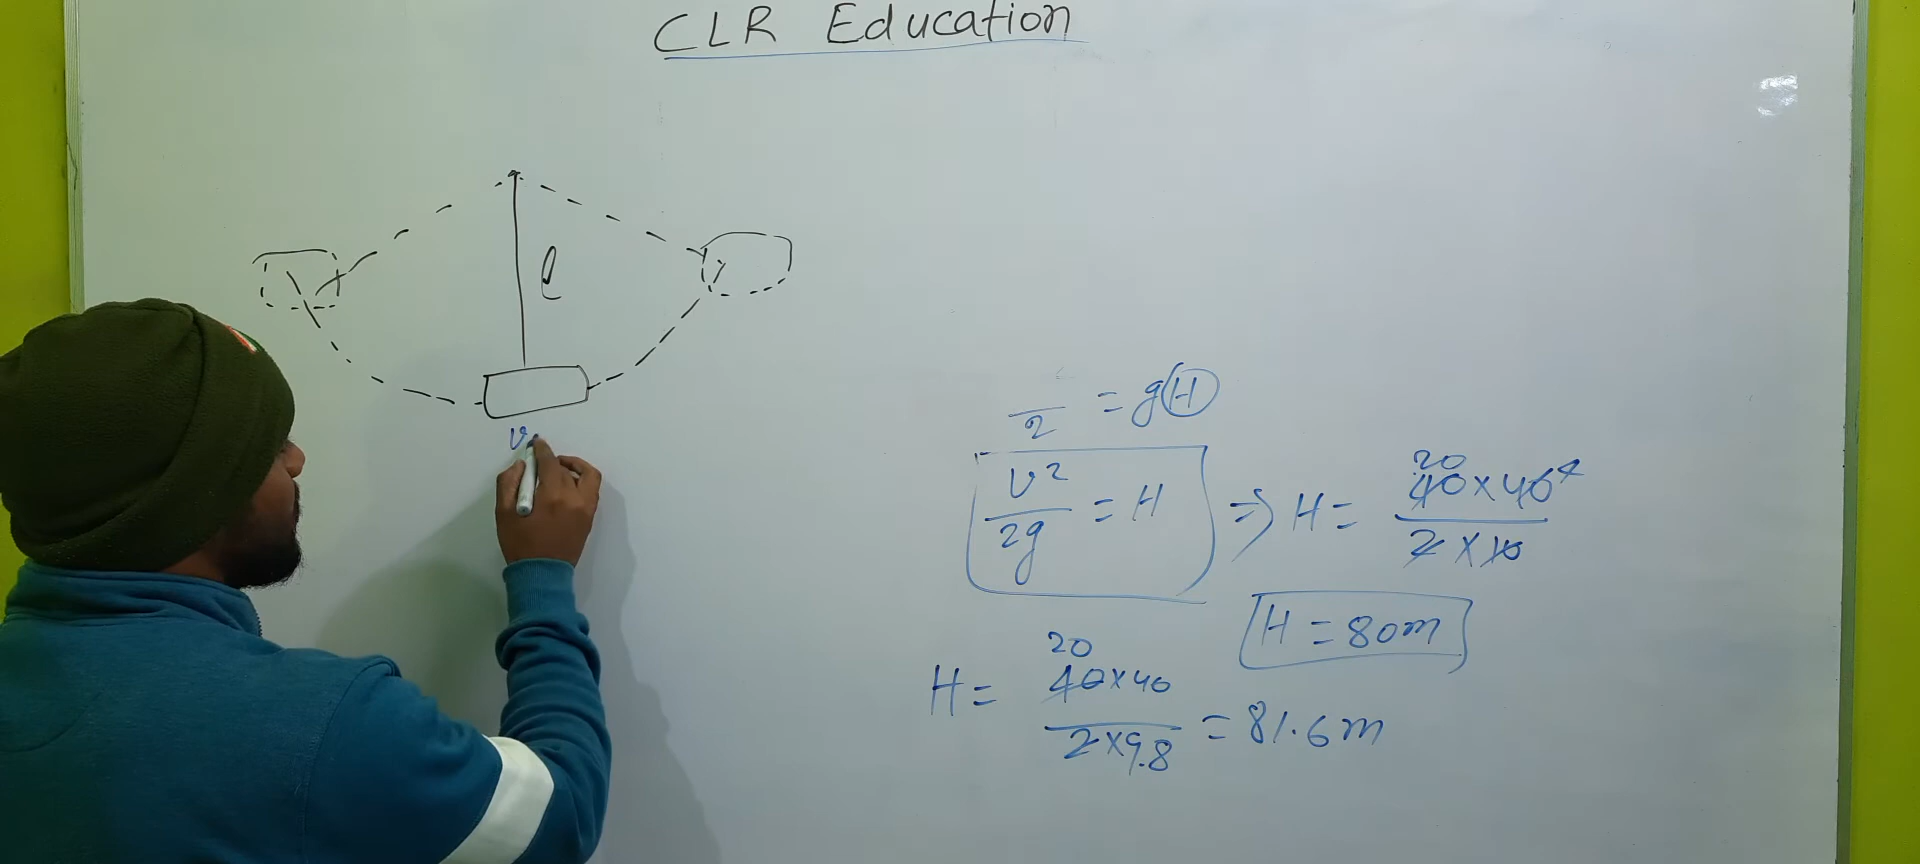 CLR Education
l
v
/2 = gH
v²/2g = H ⇒ H = 40×40/2×10
20
4
H = 80m
20
H = 40×40/2×9.8 = 81.6m